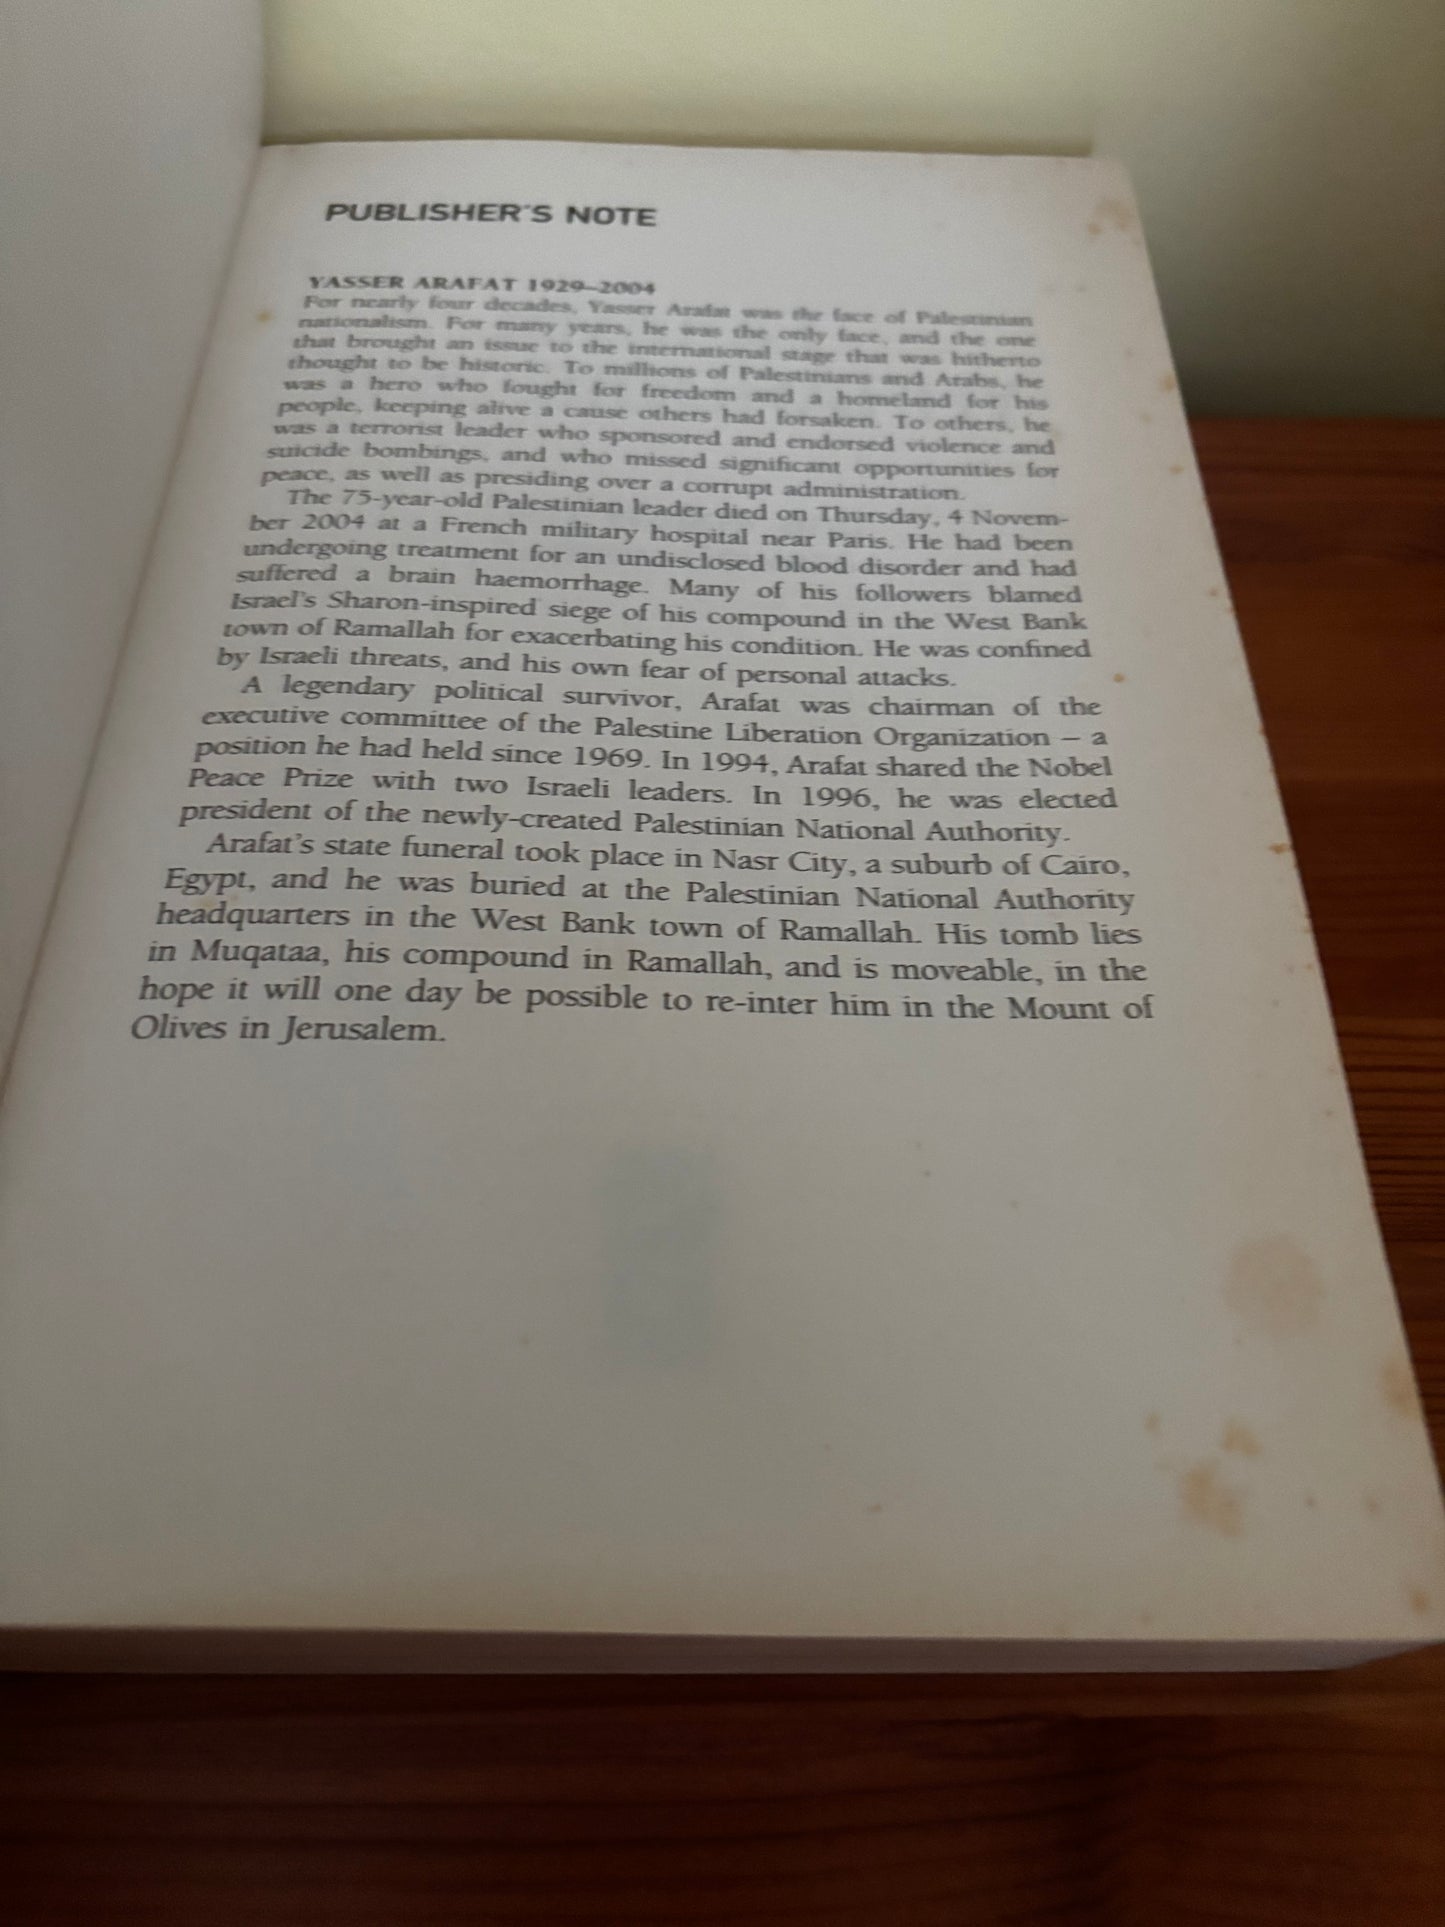 PUBLISHER'S NOTE
YASSER ARAFAT 1929–2004
For nearly four decades, Yasser Arafat was the face of Palestinian
nationalism. For many years, he was the only face, and the one
that brought an issue to the international stage that was hitherto
thought to be historic. To millions of Palestinians and Arabs, he
was a hero who fought for freedom and a homeland for his
people, keeping alive a cause others had forsaken. To others, he
was a terrorist leader who sponsored and endorsed violence and
suicide bombings, and who missed significant opportunities for
peace, as well as presiding over a corrupt administration.
The 75-year-old Palestinian leader died on Thursday, 4 Novem-
ber 2004 at a French military hospital near Paris. He had been
undergoing treatment for an undisclosed blood disorder and had
suffered a brain haemorrhage. Many of his followers blamed
Israel's Sharon-inspired siege of his compound in the West Bank
town of Ramallah for exacerbating his condition. He was confined
by Israeli threats, and his own fear of personal attacks.
A legendary political survivor, Arafat was chairman of the
executive committee of the Palestine Liberation Organization – a
position he had held since 1969. In 1994, Arafat shared the Nobel
Peace Prize with two Israeli leaders. In 1996, he was elected
president of the newly-created Palestinian National Authority.
Arafat's state funeral took place in Nasr City, a suburb of Cairo,
Egypt, and he was buried at the Palestinian National Authority
headquarters in the West Bank town of Ramallah. His tomb lies
in Muqataa, his compound in Ramallah, and is moveable, in the
hope it will one day be possible to re-inter him in the Mount of
Olives in Jerusalem.